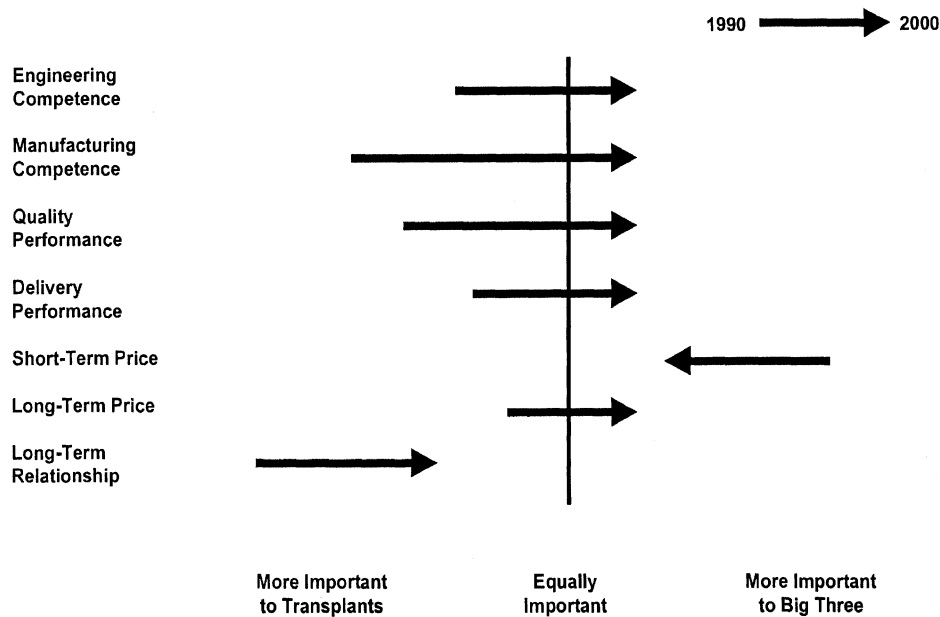 1990 2000
Engineering
Competence
Manufacturing
Competence
Quality
Performance
Delivery
Performance
Short-Term Price
Long-Term Price
Long-Term
Relationship
More Important
to Transplants
Equally
Important
More Important
to Big Three